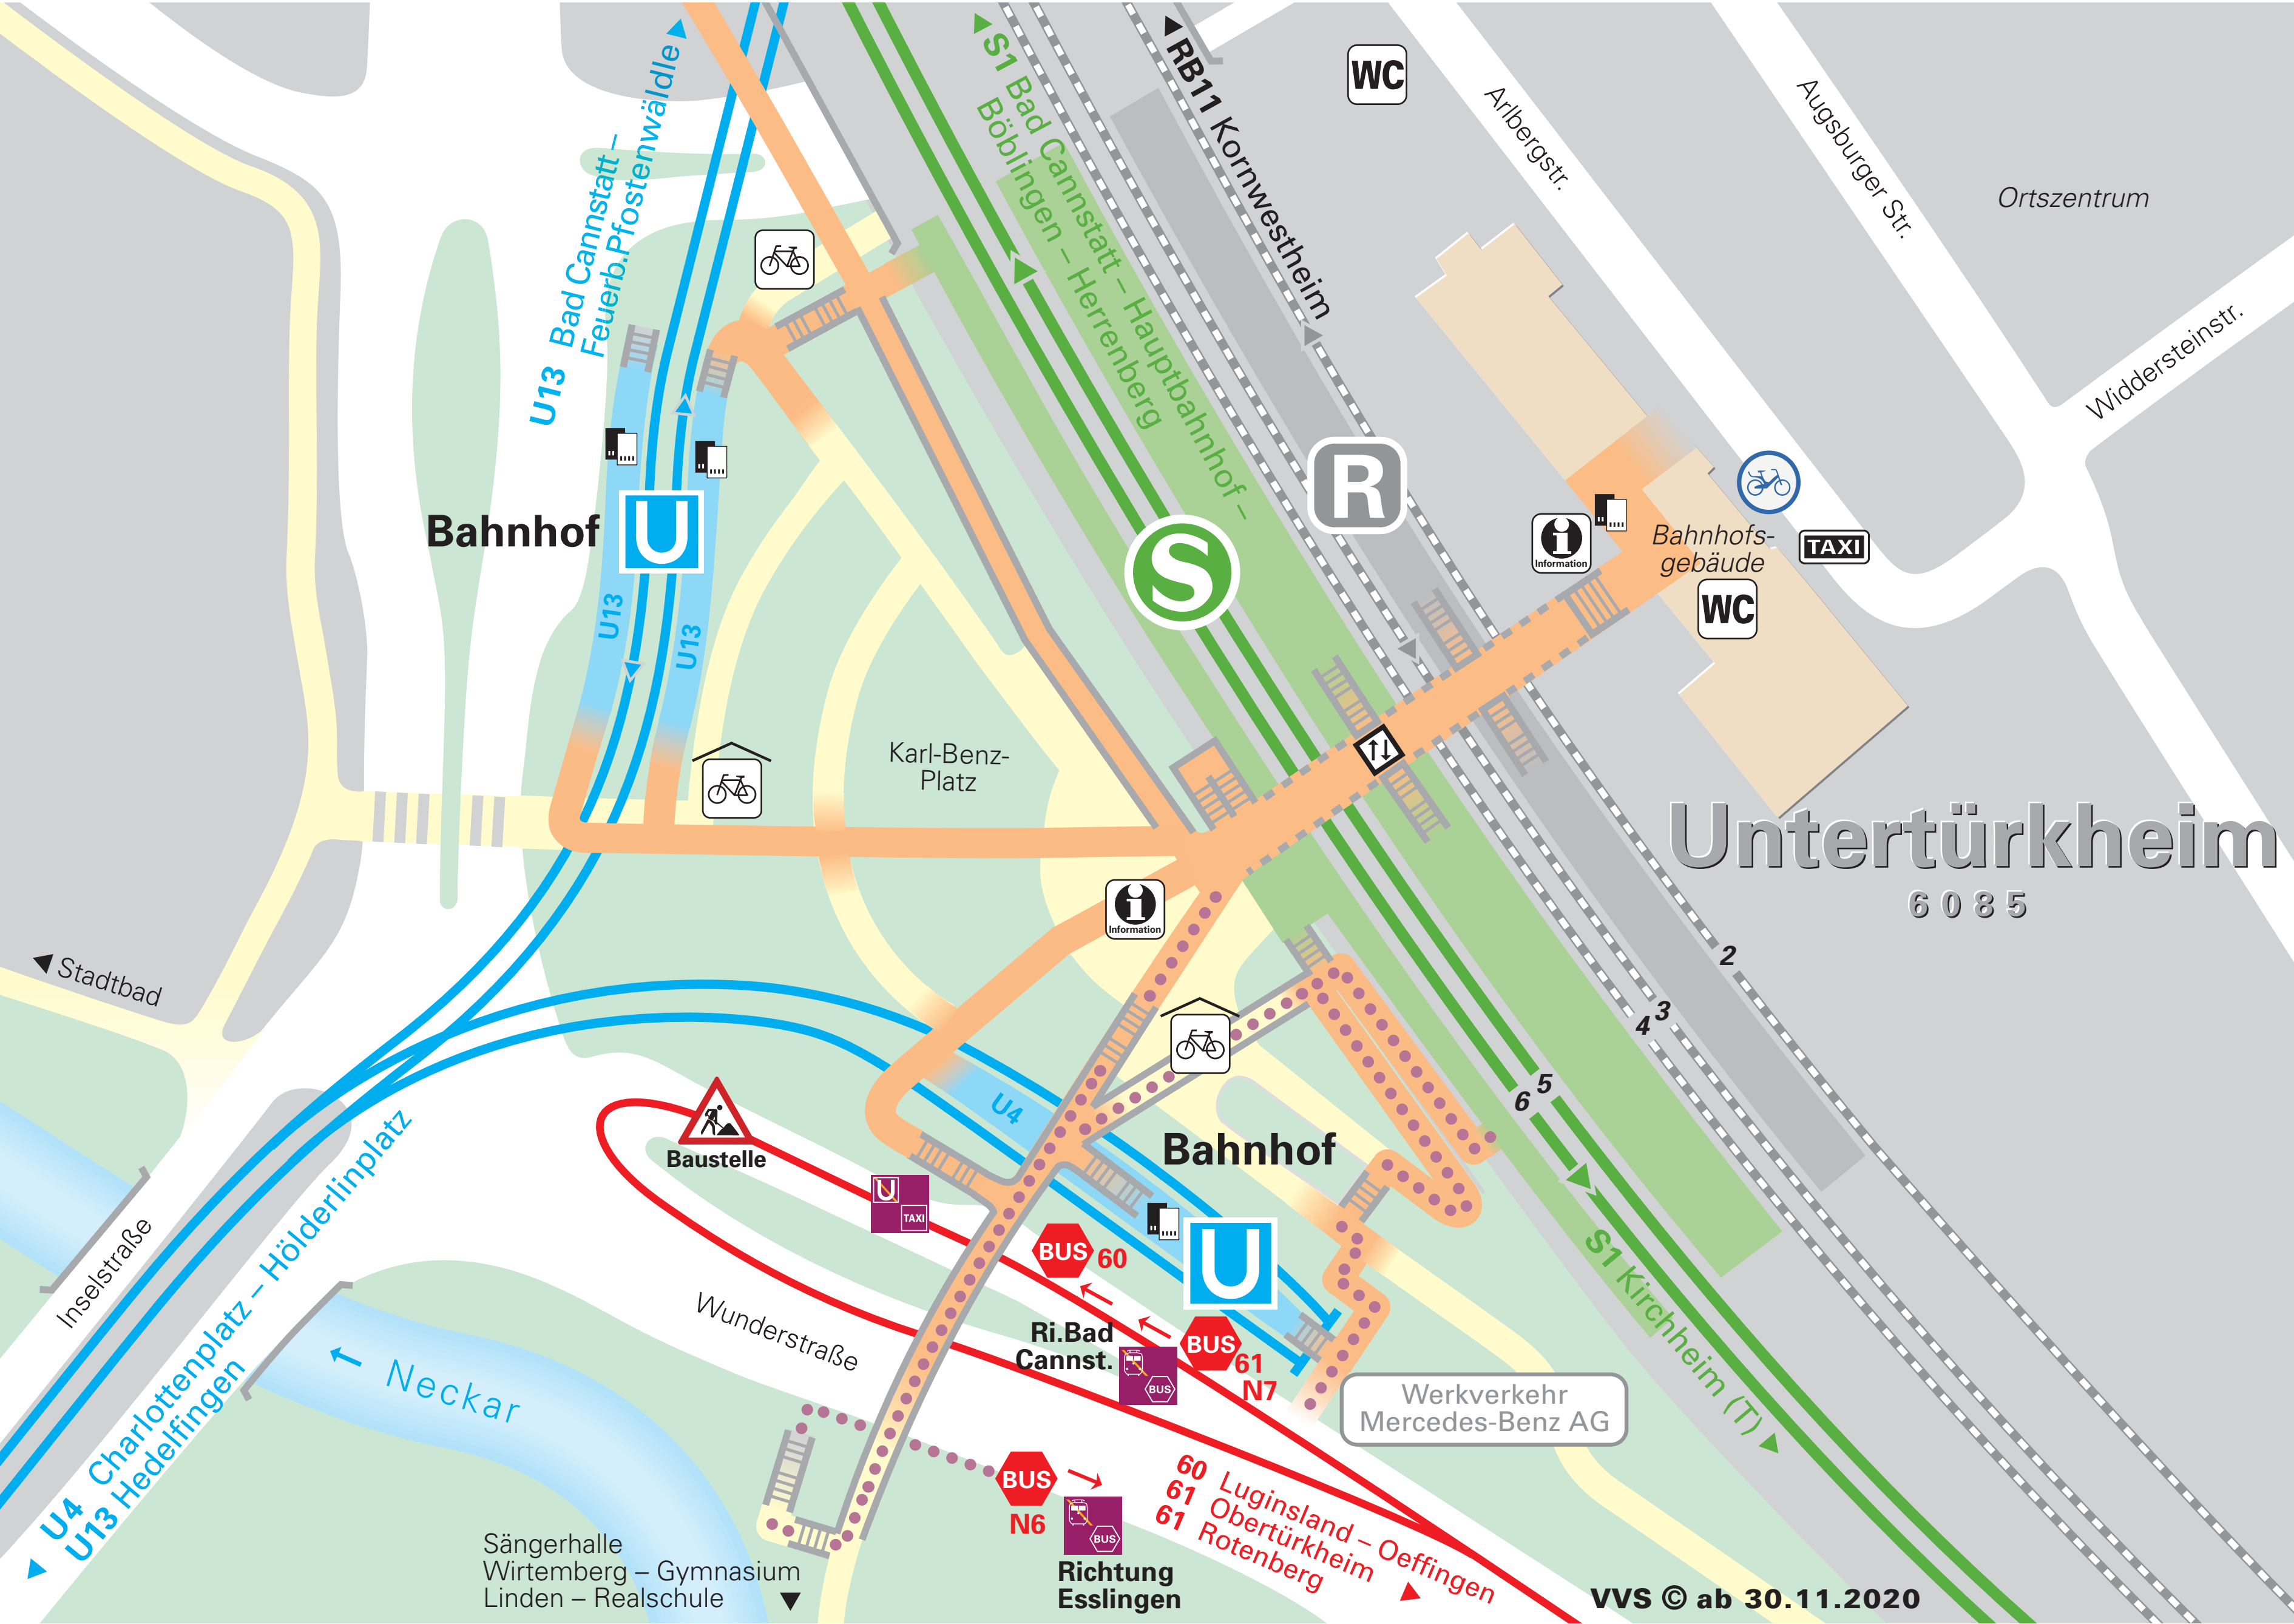 U13 Bad Cannstatt –
Feuerb.Pfostenwäldle
S1 Bad Cannstatt – Hauptbahnhof –
Böblingen – Herrenberg
RB11 Kornwestheim
WC
Arlbergstr.
Augsburger Str.
Ortszentrum
Widdersteinstr.
Bahnhof
U
U13
U13
S
R
i
Information
Bahnhofs-
gebäude
TAXI
WC
Karl-Benz-
Platz
Untertürkheim
6085
i
Information
Stadtbad
2
3
4
5
6
U4
Bahnhof
U
Baustelle
U
TAXI
BUS 60
Ri.Bad
Cannst.
BUS
BUS
61
N7
Inselstraße
Wunderstraße
Neckar
U4 Charlottenplatz – Hölderlinplatz
U13 Hedelfingen
S1 Kirchheim (T)
Werkverkehr
Mercedes-Benz AG
BUS
N6
BUS
Richtung
Esslingen
60 Luginsland – Oeffingen
61 Obertürkheim
61 Rotenberg
Sängerhalle
Wirtemberg – Gymnasium
Linden – Realschule
VVS © ab 30.11.2020